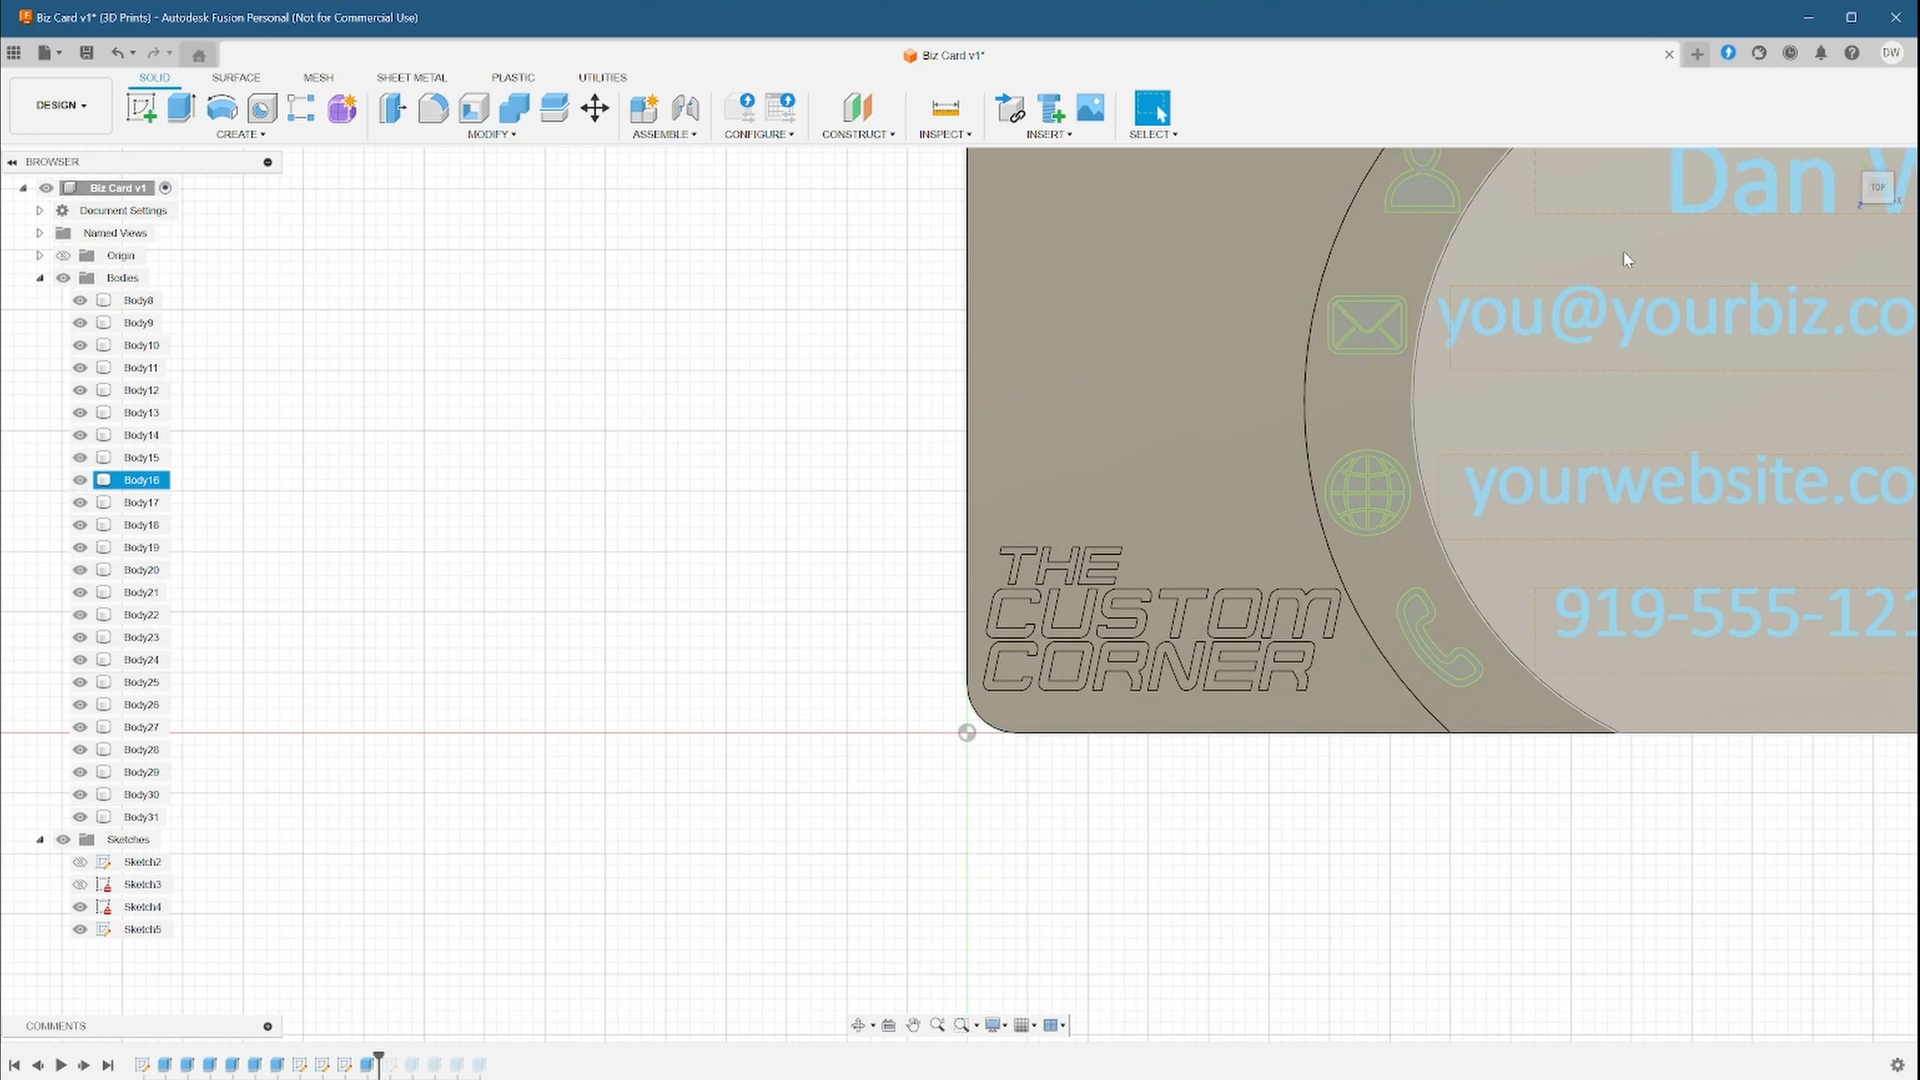 Biz Card v1* (3D Prints) - Autodesk Fusion Personal (Not for Commercial Use)
Biz Card v1*
DW
SOLID SURFACE MESH SHEET METAL PLASTIC UTILITIES
DESIGN
CREATE MODIFY ASSEMBLE CONFIGURE CONSTRUCT INSPECT INSERT SELECT
BROWSER
Biz Card v1
Document Settings
Named Views
Origin
Bodies
Body8
Body9
Body10
Body11
Body12
Body13
Body14
Body15
Body16
Body17
Body18
Body19
Body20
Body21
Body22
Body23
Body24
Body25
Body26
Body27
Body28
Body29
Body30
Body31
Sketches
Sketch2
Sketch3
Sketch4
Sketch5
Dan
TOP
you@yourbiz.co
yourwebsite.co
919-555-121
THE
CUSTOM
CORNER
COMMENTS